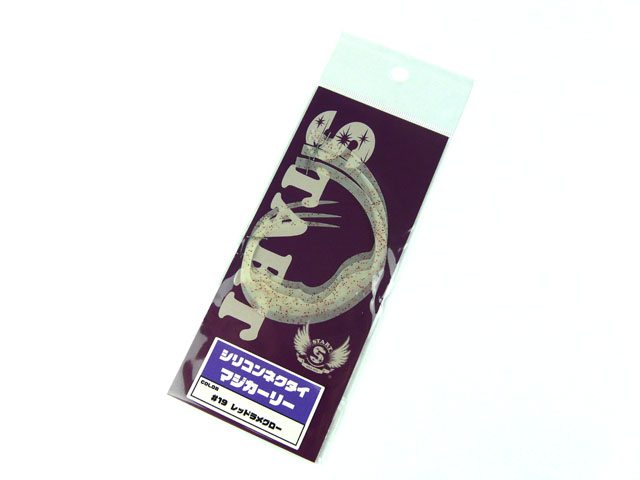 START
S
シリコンネクタイ
マジカーリー
COLOR
#19 レッドラメグロー